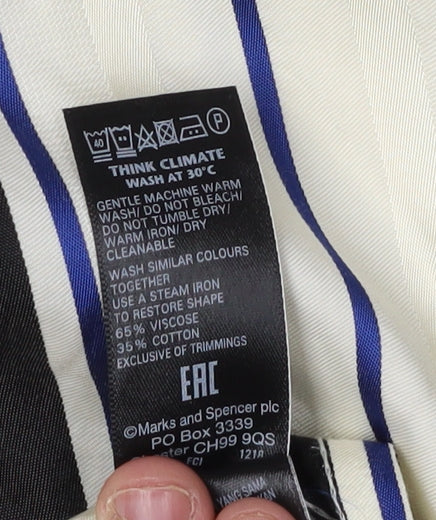 40
P
THINK CLIMATE
WASH AT 30°C
GENTLE MACHINE WARM
WASH/ DO NOT BLEACH/
DO NOT TUMBLE DRY/
WARM IRON/ DRY
CLEANABLE
WASH SIMILAR COLOURS
TOGETHER
USE A STEAM IRON
TO RESTORE SHAPE
65% VISCOSE
35% COTTON
EXCLUSIVE OF TRIMMINGS
EAC
©Marks and Spencer plc
PO Box 3339
CH99 9QS